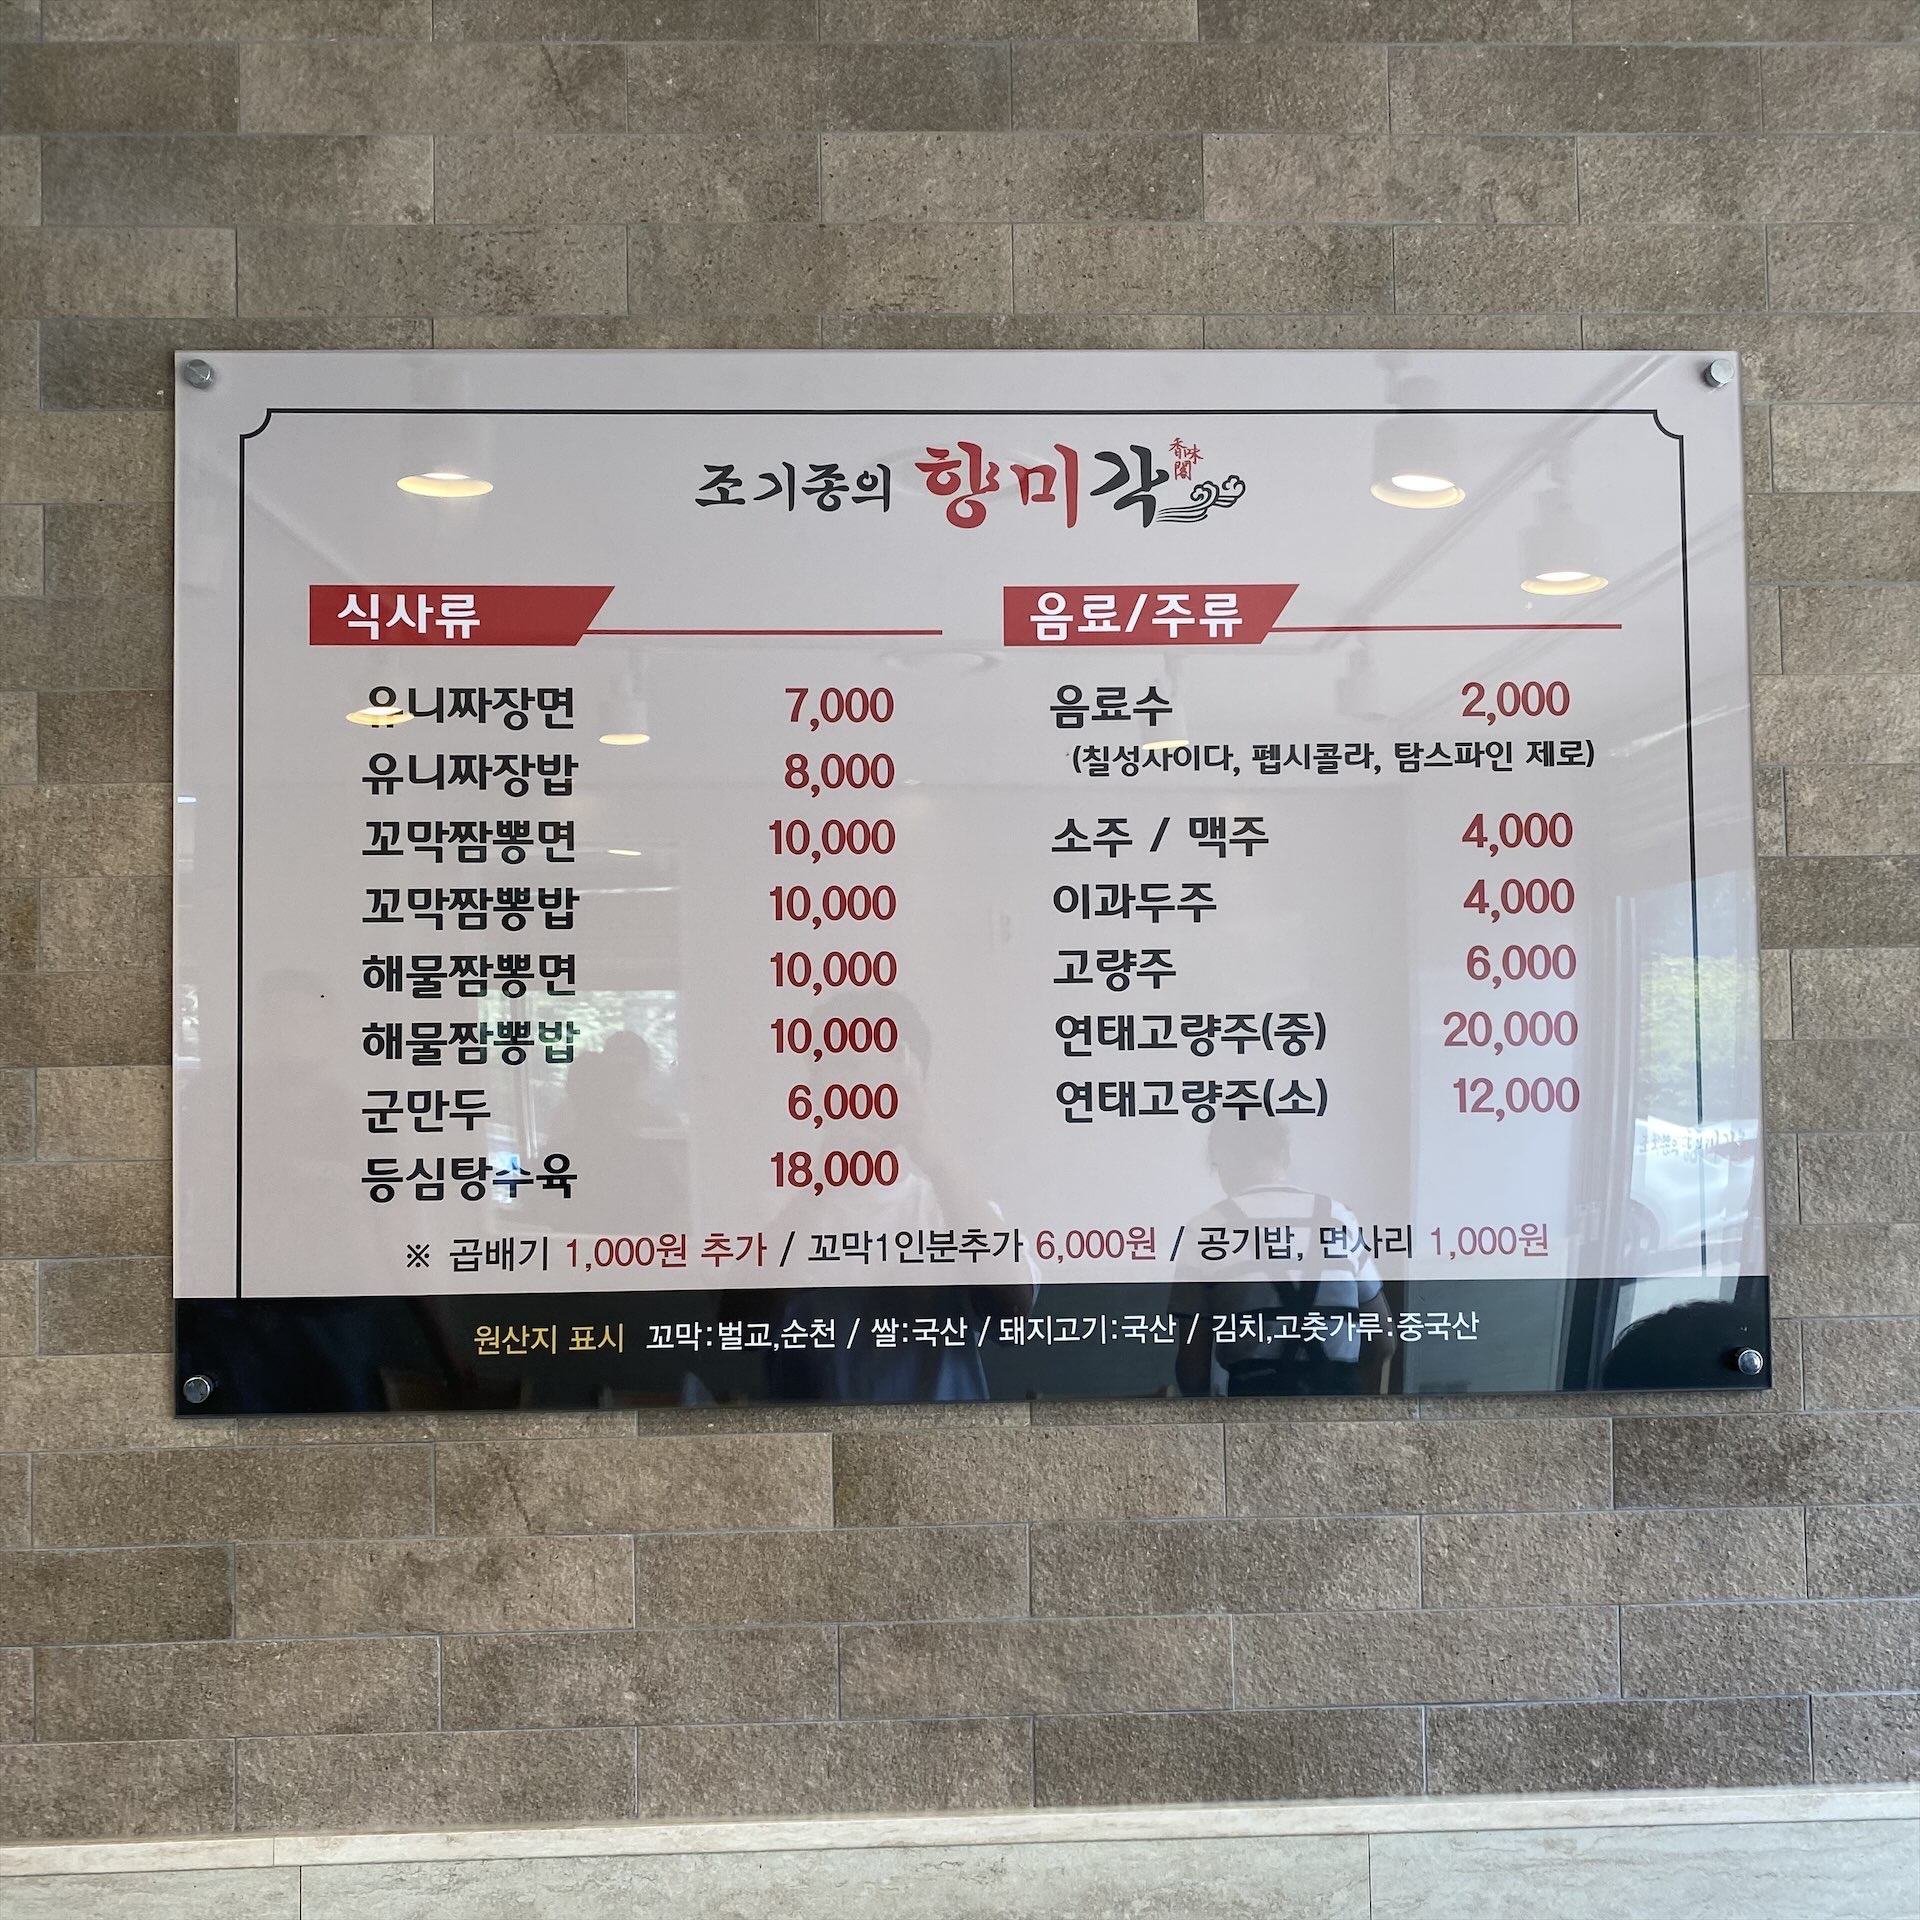 조기종의 향미각 香味閣
식사류
유니짜장면 7,000
유니짜장밥 8,000
꼬막짬뽕면 10,000
꼬막짬뽕밥 10,000
해물짬뽕면 10,000
해물짬뽕밥 10,000
군만두 6,000
등심탕수육 18,000
음료/주류
음료수 2,000
(칠성사이다, 펩시콜라, 탐스파인 제로)
소주 / 맥주 4,000
이과두주 4,000
고량주 6,000
연태고량주(중) 20,000
연태고량주(소) 12,000
※ 곱배기 1,000원 추가 / 꼬막1인분추가 6,000원 / 공기밥, 면사리 1,000원
원산지 표시 꼬막:벌교,순천 / 쌀:국산 / 돼지고기:국산 / 김치,고춧가루:중국산